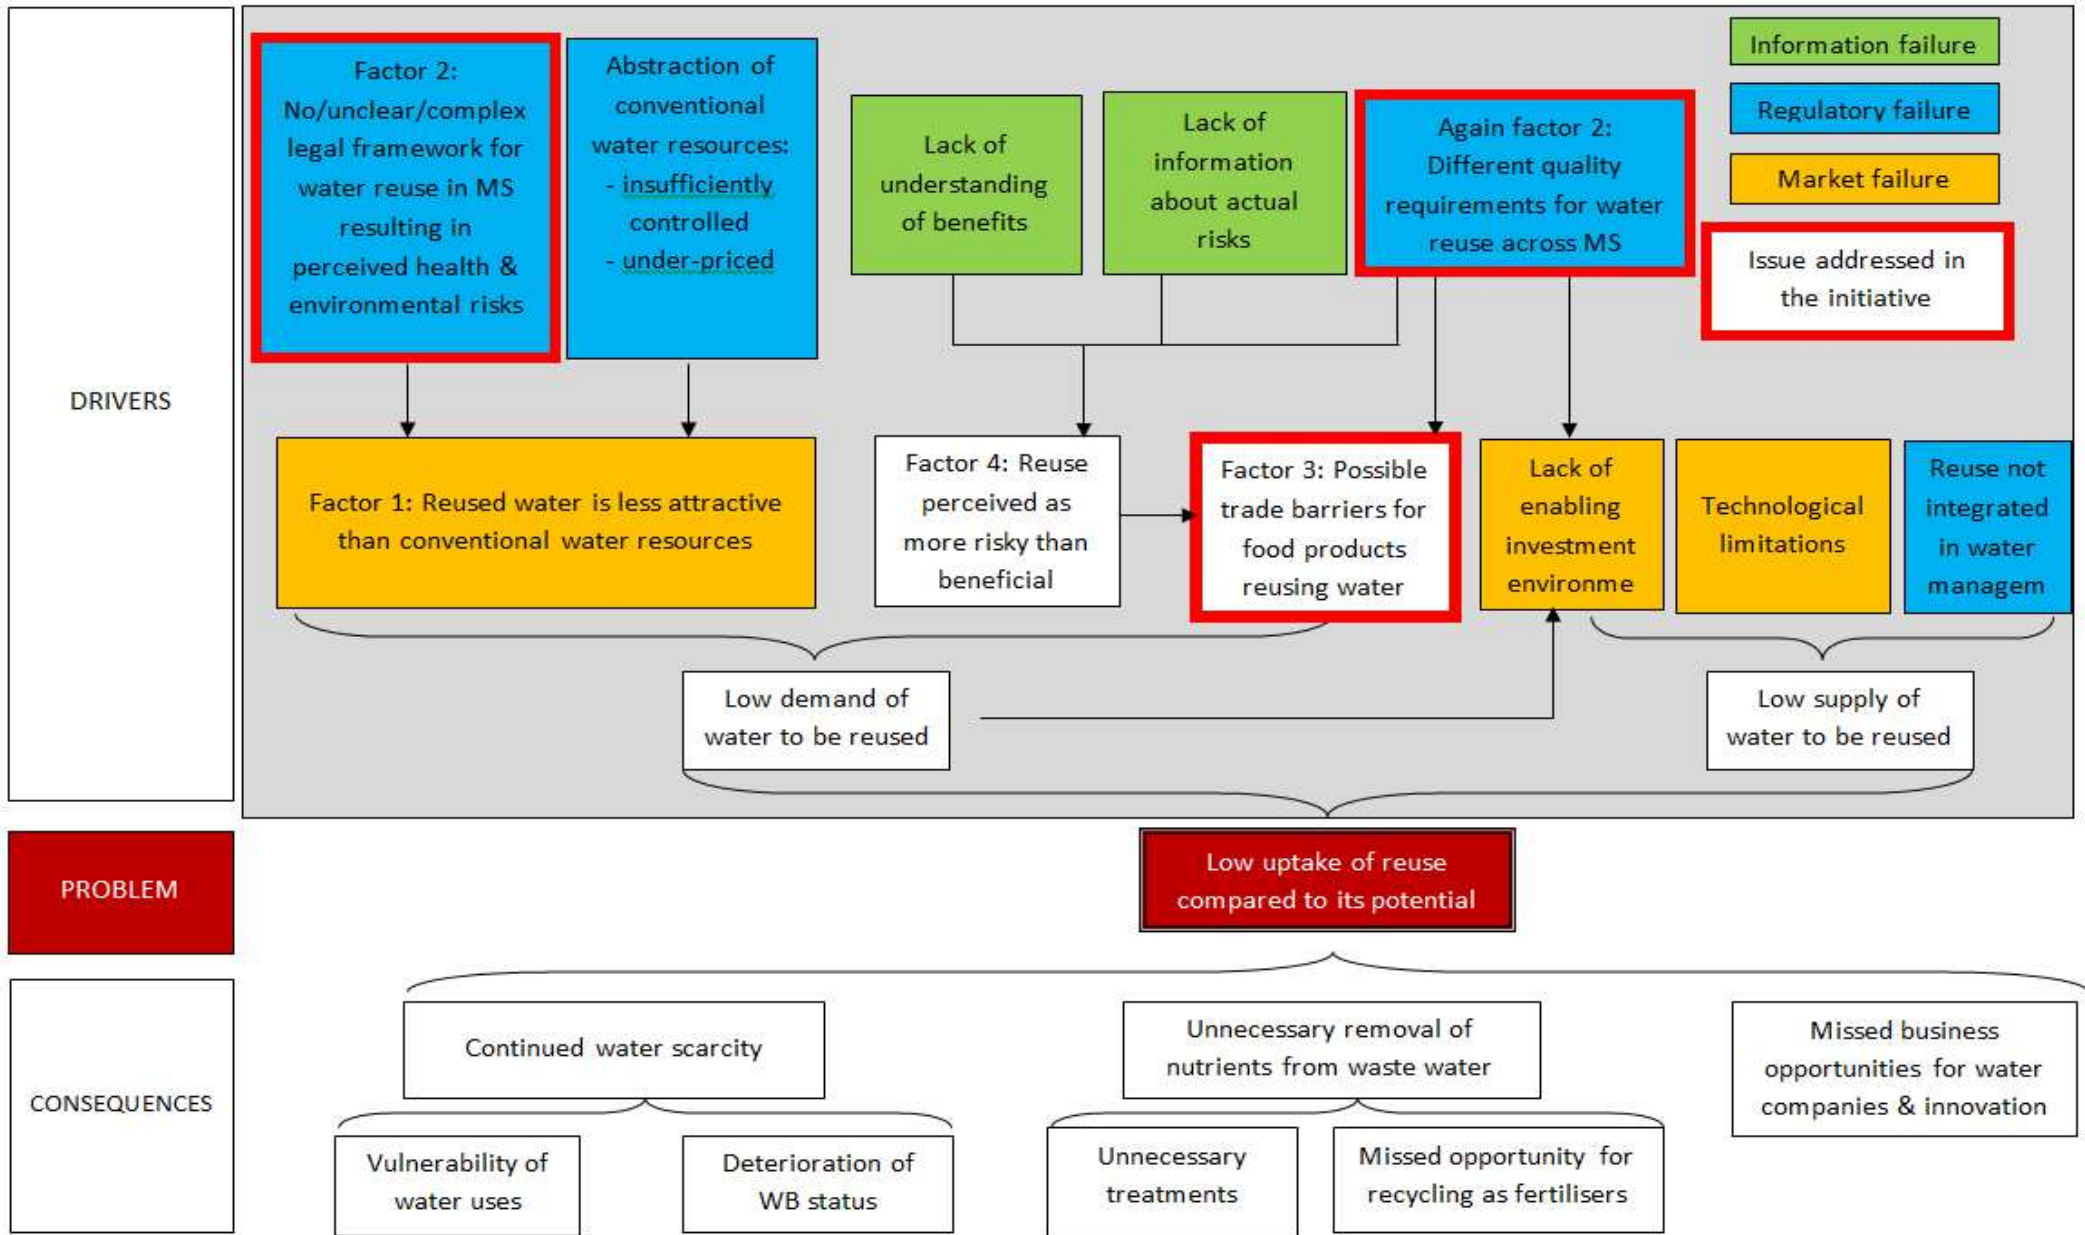 DRIVERS
Factor 2:
No/unclear/complex
legal framework for
water reuse in MS
resulting in
perceived health &
environmental risks
Abstraction of
conventional
water resources:
- insufficiently
controlled
- under-priced
Lack of
understanding
of benefits
Lack of
information
about actual
risks
Again factor 2:
Different quality
requirements for water
reuse across MS
Information failure
Regulatory failure
Market failure
Issue addressed in
the initiative
Factor 1: Reused water is less attractive
than conventional water resources
Factor 4: Reuse
perceived as
more risky than
beneficial
Factor 3: Possible
trade barriers for
food products
reusing water
Lack of
enabling
investment
environme
Technological
limitations
Reuse not
integrated
in water
managem
Low demand of
water to be reused
Low supply of
water to be reused
PROBLEM
Low uptake of reuse
compared to its potential
CONSEQUENCES
Continued water scarcity
Unnecessary removal of
nutrients from waste water
Missed business
opportunities for water
companies & innovation
Vulnerability of
water uses
Deterioration of
WB status
Unnecessary
treatments
Missed opportunity for
recycling as fertilisers